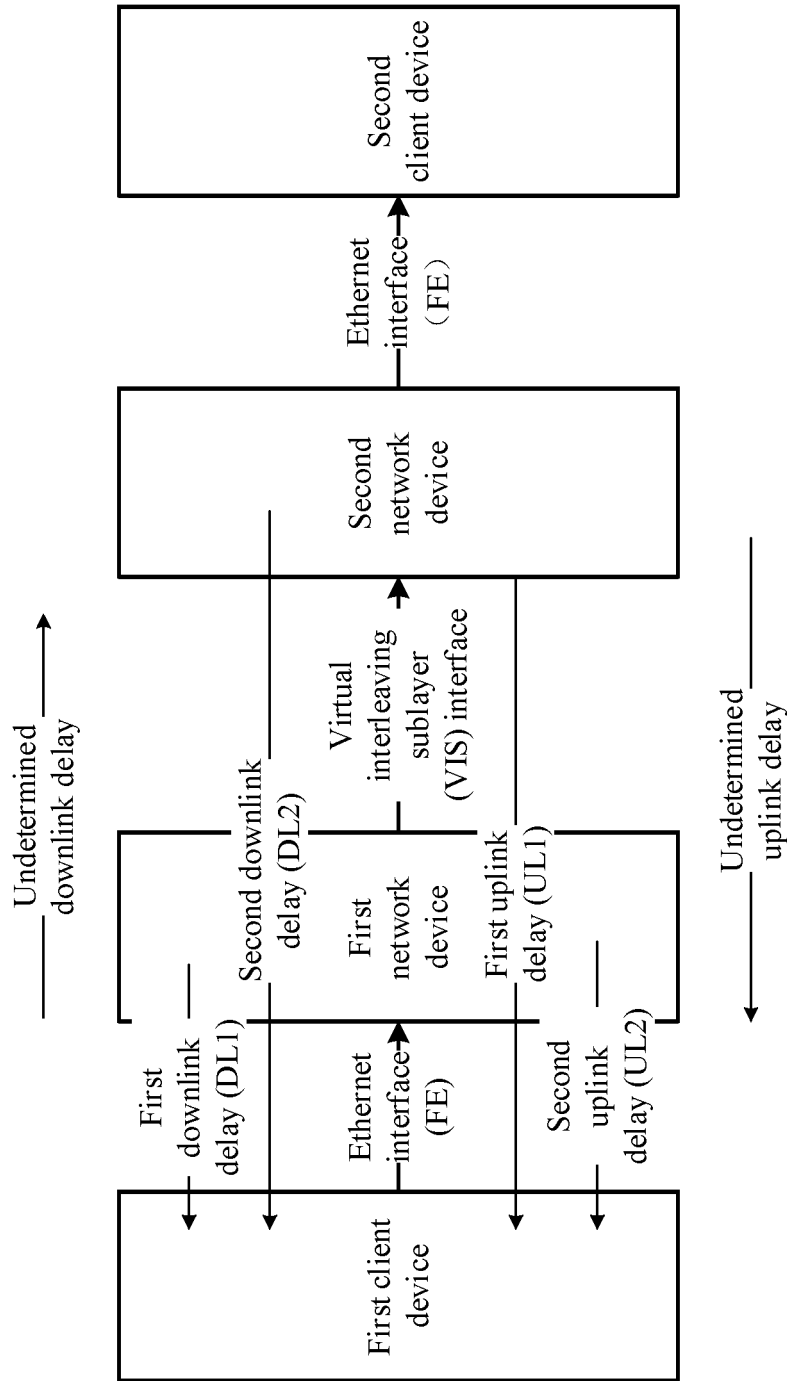 Undetermined
downlink delay
First
downlink
delay (DL1)
Second downlink
delay (DL2)
First client
device
Ethernet
interface
(FE)
First
network
device
Virtual
interleaving
sublayer
(VIS) interface
Second
network
device
Ethernet
interface
（FE）
Second
client device
First uplink
delay (UL1)
Second
uplink
delay (UL2)
Undetermined
uplink delay